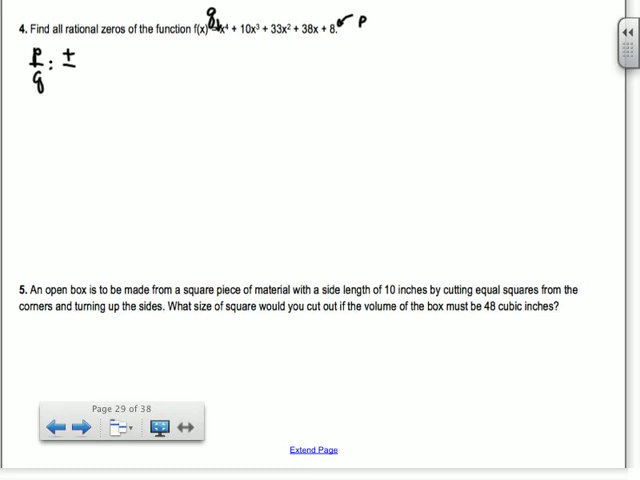 q
4. Find all rational zeros of the function f(x) = x⁴ + 10x³ + 33x² + 38x + 8. p
p/q : ±
5. An open box is to be made from a square piece of material with a side length of 10 inches by cutting equal squares from the
corners and turning up the sides. What size of square would you cut out if the volume of the box must be 48 cubic inches?
Page 29 of 38
Extend Page